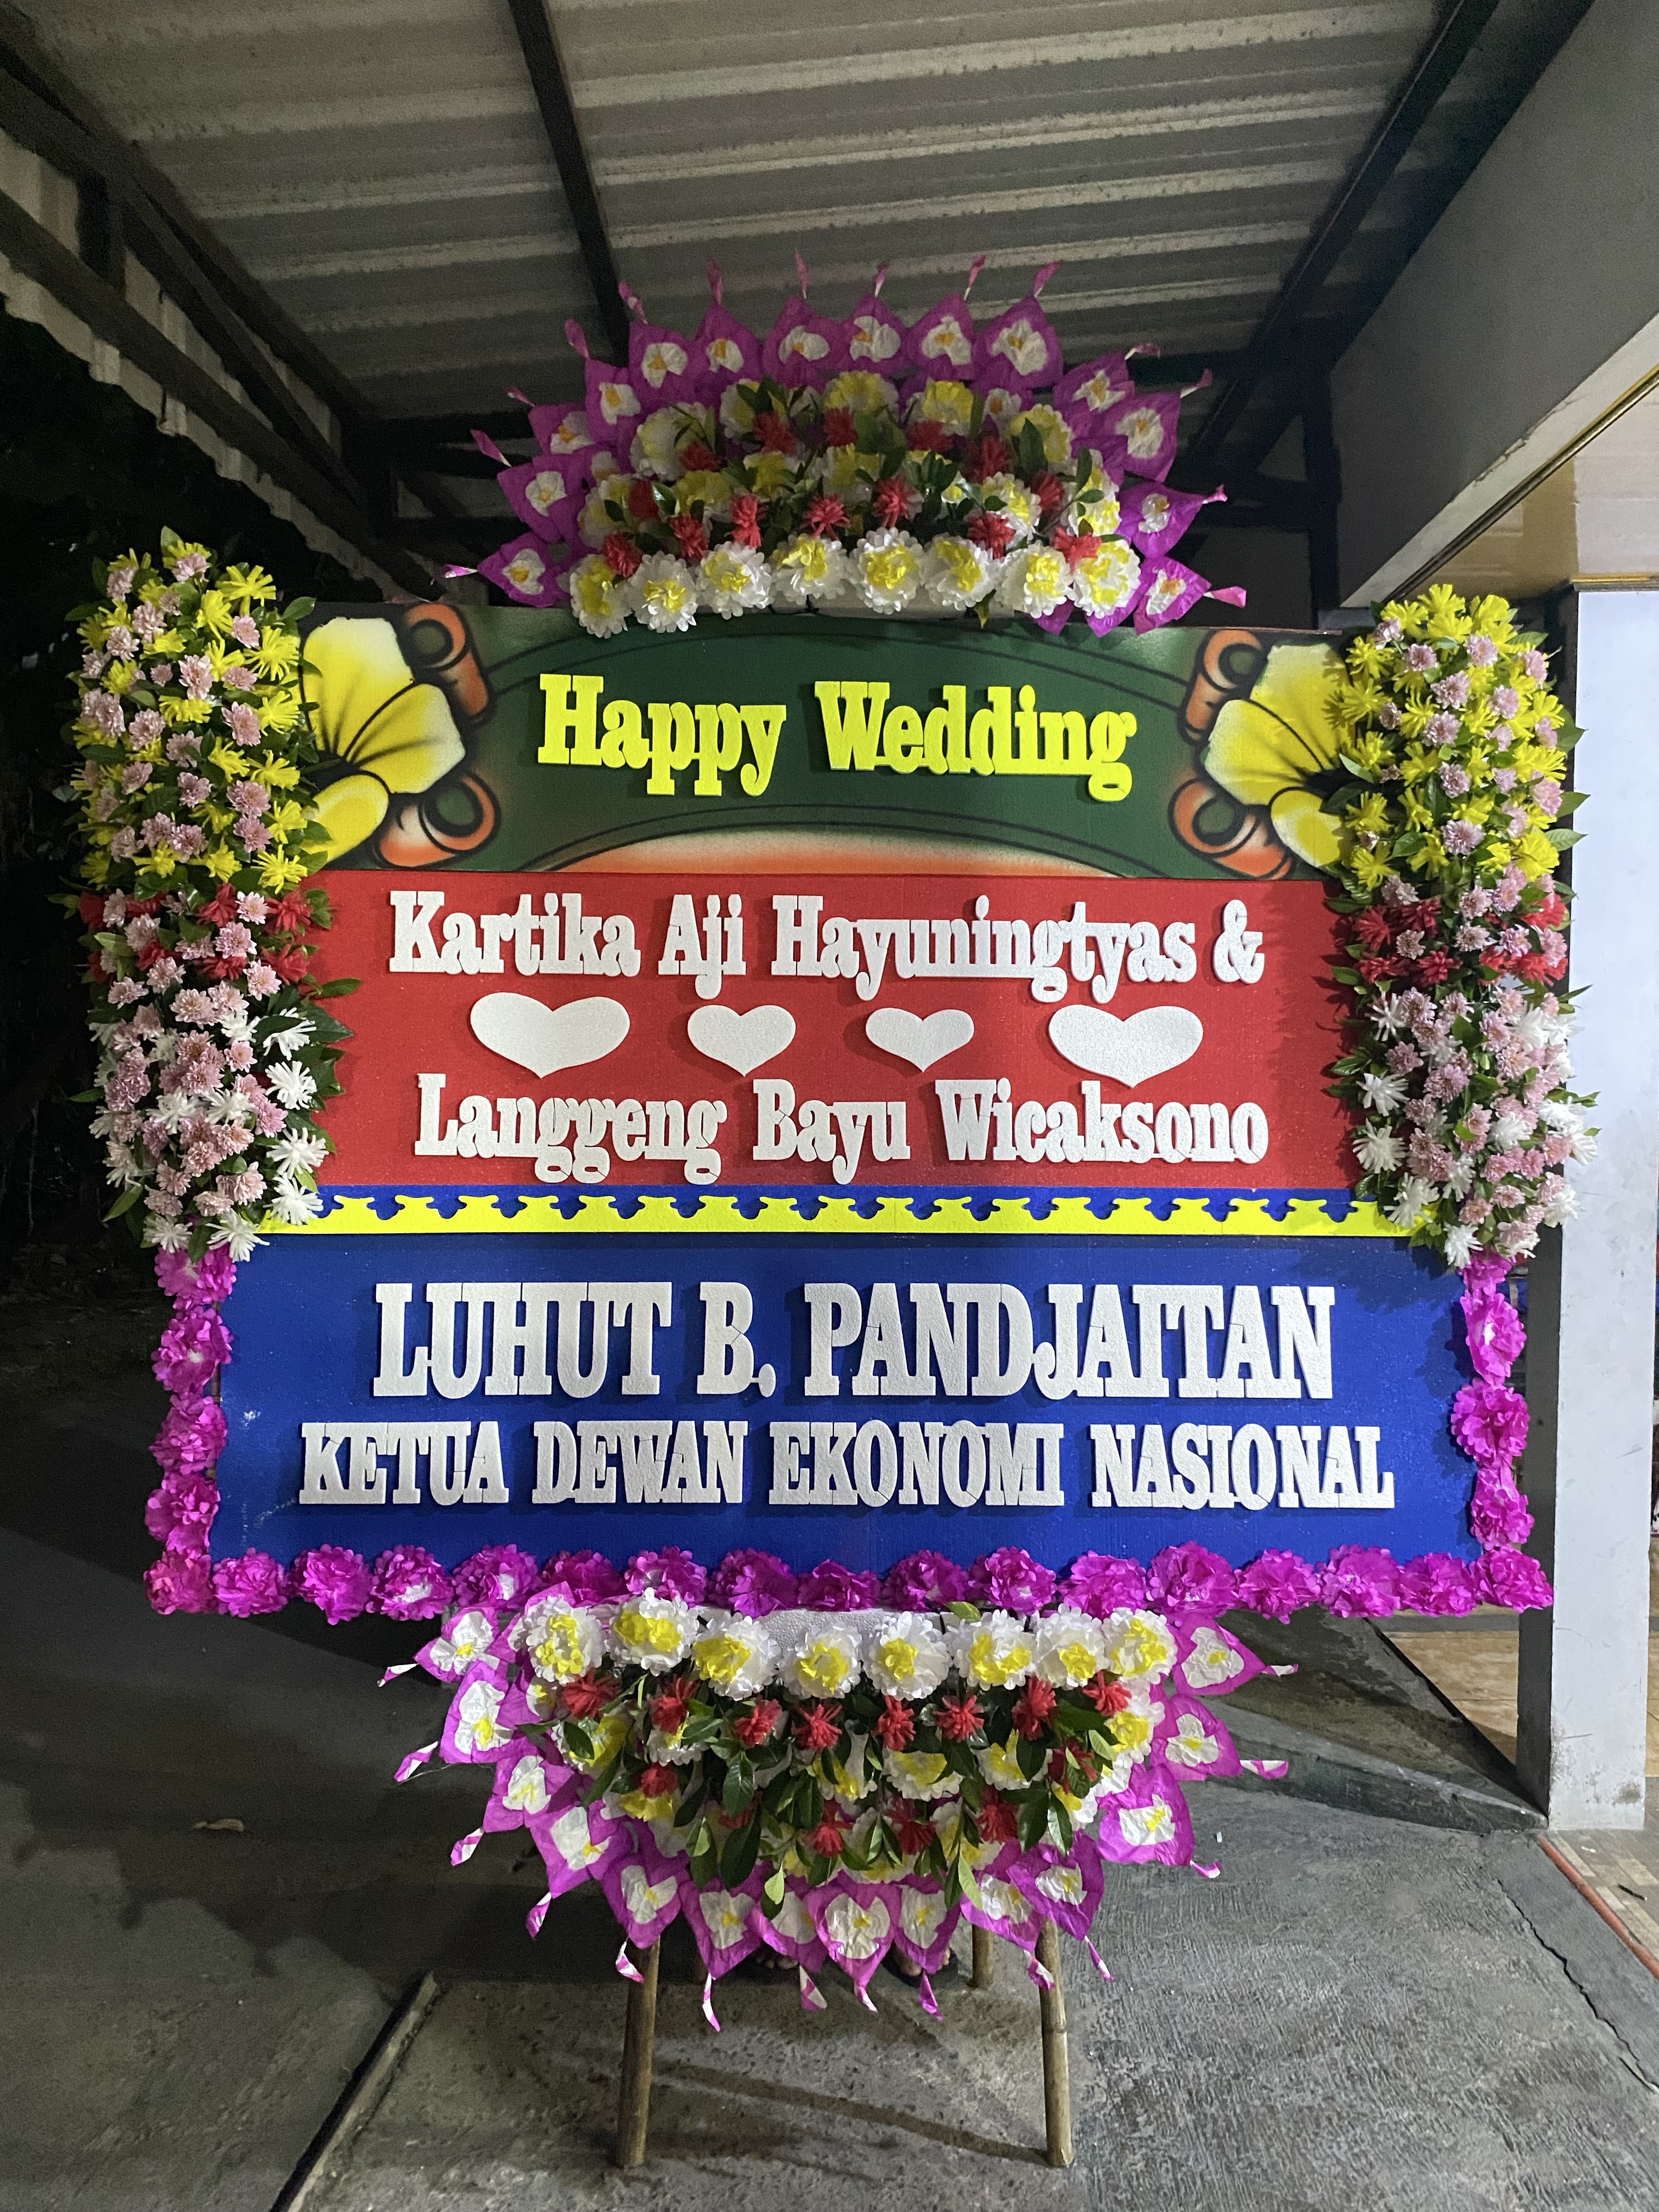 Happy Wedding
Kartika Aji Hayuningtyas &
Langgeng Bayu Wicaksono
LUHUT B. PANDJAITAN
KETUA DEWAN EKONOMI NASIONAL